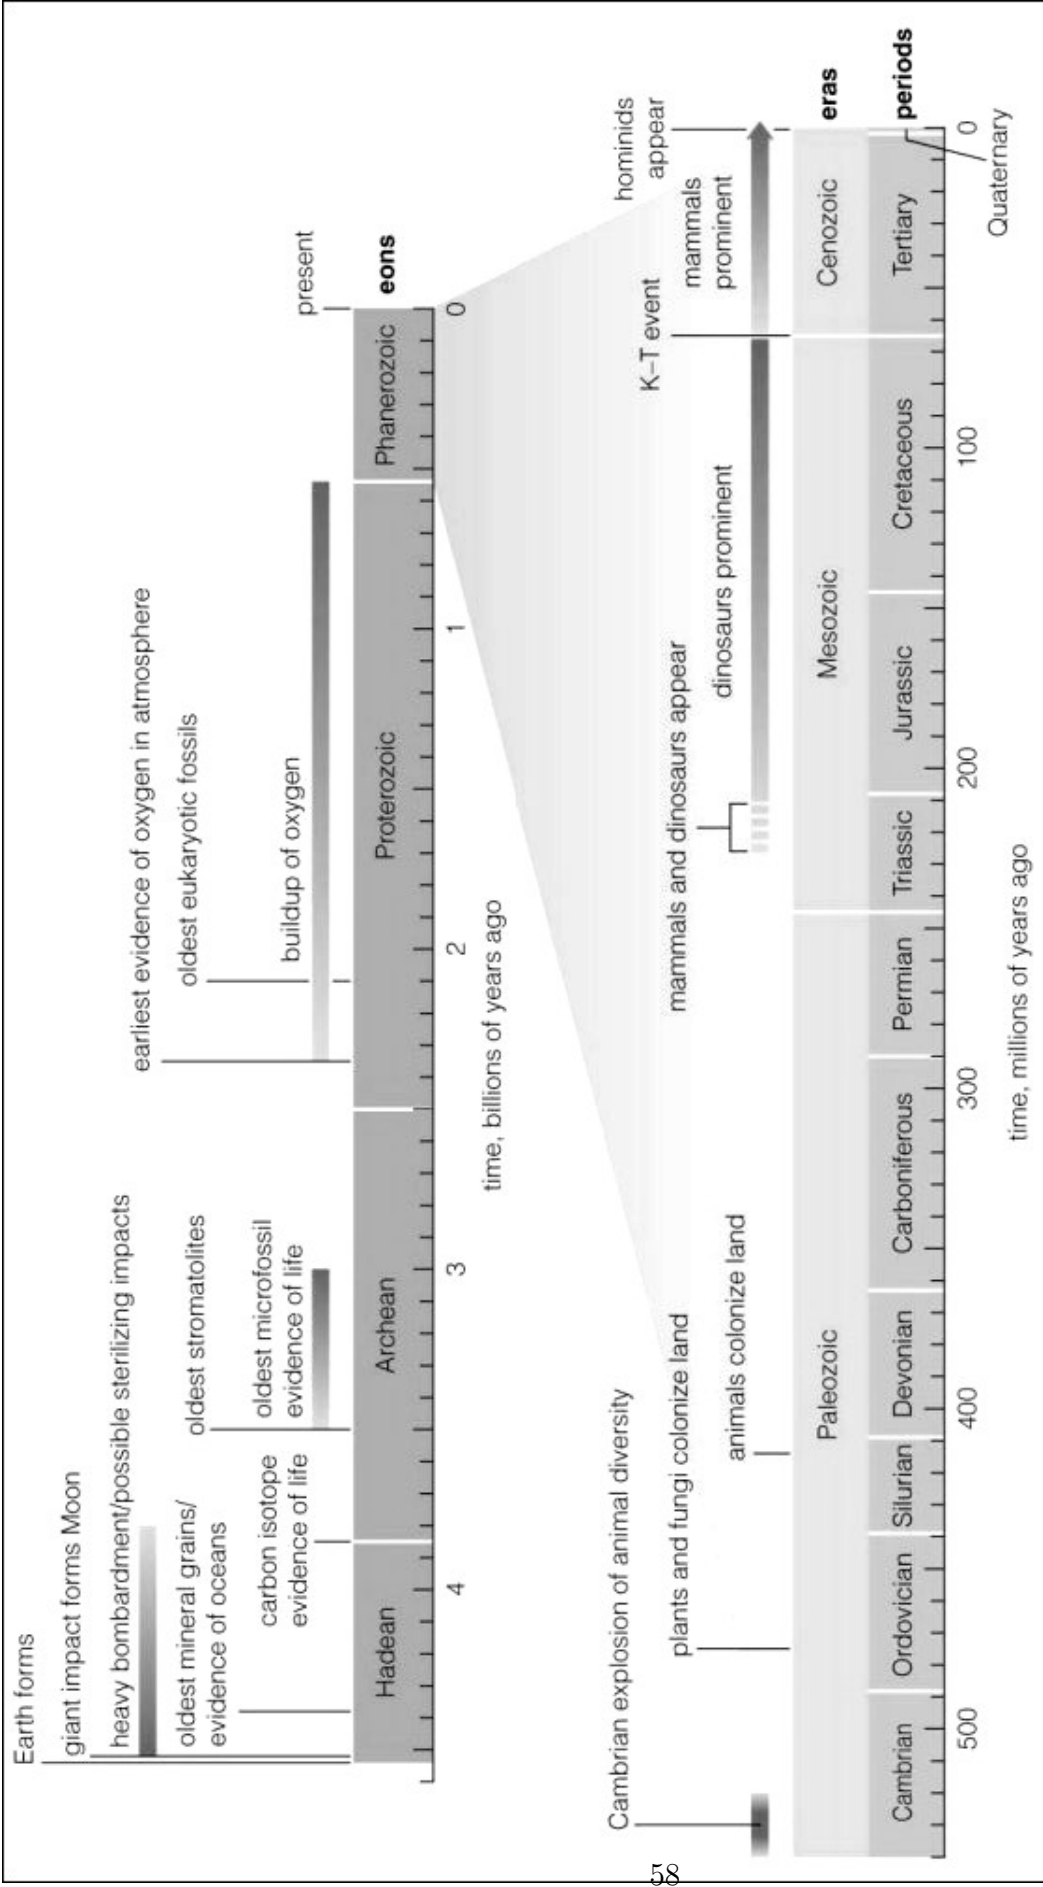 Earth forms
giant impact forms Moon
heavy bombardment/possible sterilizing impacts
oldest mineral grains/
evidence of oceans
carbon isotope
evidence of life
oldest stromatolites
oldest microfossil
evidence of life
earliest evidence of oxygen in atmosphere
oldest eukaryotic fossils
buildup of oxygen
present
Hadean
Archean
Proterozoic
Phanerozoic
eons
4
3
2
1
0
time, billions of years ago
Cambrian explosion of animal diversity
plants and fungi colonize land
animals colonize land
mammals and dinosaurs appear
dinosaurs prominent
K–T event
mammals
prominent
hominids
appear
Paleozoic
Mesozoic
Cenozoic
eras
Cambrian
Ordovician
Silurian
Devonian
Carboniferous
Permian
Triassic
Jurassic
Cretaceous
Tertiary
periods
500
400
300
200
100
0
Quaternary
time, millions of years ago
58